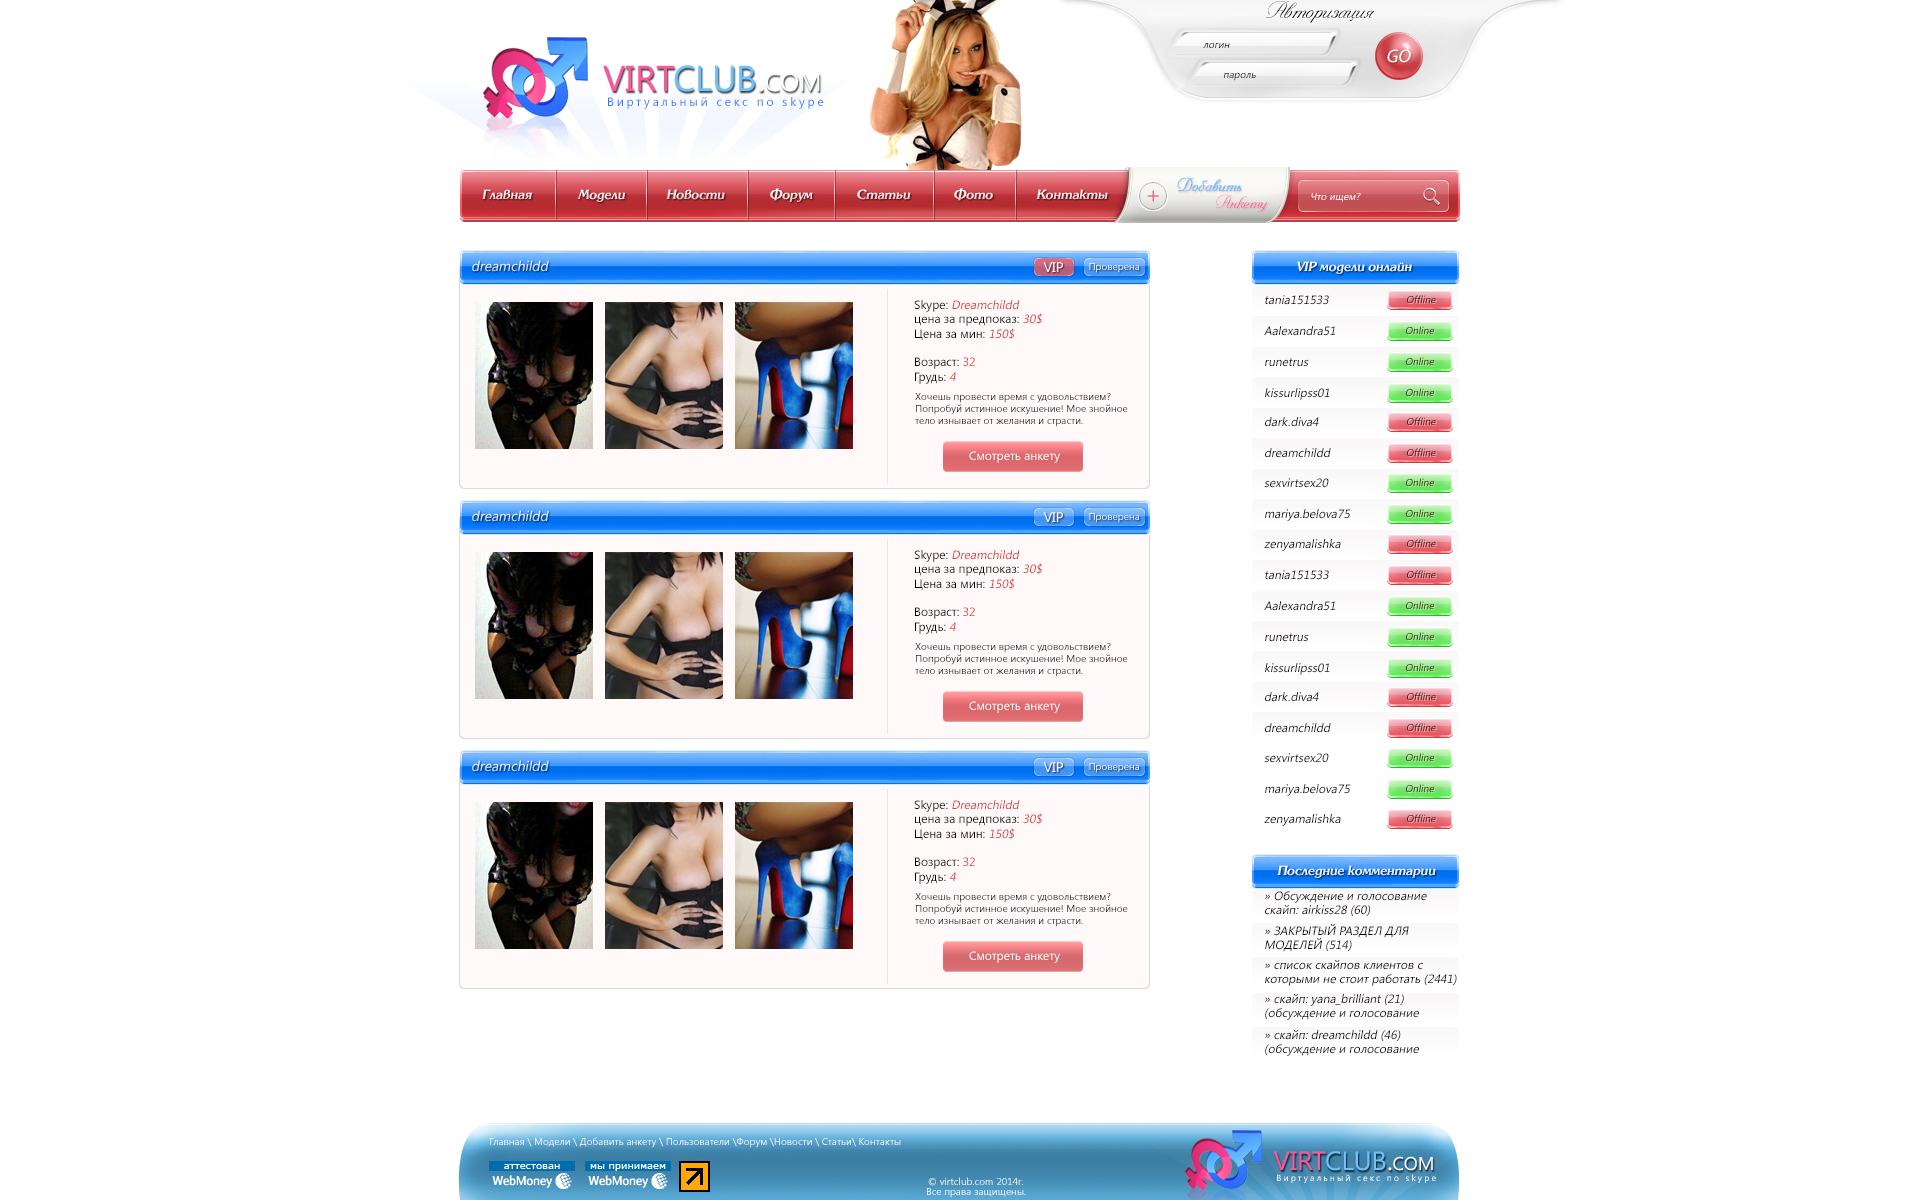 Авторизация
логин
GO
пароль
VIRTCLUB.COM
Виртуальный секс по skype
Главная
Модели
Новости
Форум
Статьи
Фото
Контакты
Добавить
Анкету
Что ищем?
dreamchildd
VIP
Проверена
Skype: Dreamchildd
цена за предпоказ: 30$
Цена за мин: 150$
Возраст: 32
Грудь: 4
Хочешь провести время с удовольствием?
Попробуй истинное искушение! Мое знойное
тело изнывает от желания и страсти.
Смотреть анкету
dreamchildd
VIP
Проверена
Skype: Dreamchildd
цена за предпоказ: 30$
Цена за мин: 150$
Возраст: 32
Грудь: 4
Хочешь провести время с удовольствием?
Попробуй истинное искушение! Мое знойное
тело изнывает от желания и страсти.
Смотреть анкету
dreamchildd
VIP
Проверена
Skype: Dreamchildd
цена за предпоказ: 30$
Цена за мин: 150$
Возраст: 32
Грудь: 4
Хочешь провести время с удовольствием?
Попробуй истинное искушение! Мое знойное
тело изнывает от желания и страсти.
Смотреть анкету
VIP модели онлайн
tania151533 Offline
Aalexandra51 Online
runetrus Online
kissurlipss01 Online
dark.diva4 Offline
dreamchildd Offline
sexvirtsex20 Online
mariya.belova75 Online
zenyamalishka Offline
tania151533 Offline
Aalexandra51 Online
runetrus Online
kissurlipss01 Online
dark.diva4 Offline
dreamchildd Offline
sexvirtsex20 Online
mariya.belova75 Online
zenyamalishka Offline
Последние комментарии
» Обсуждение и голосование
скайп: airkiss28 (60)
» ЗАКРЫТЫЙ РАЗДЕЛ ДЛЯ
МОДЕЛЕЙ (514)
» список скайпов клиентов с
которыми не стоит работать (2441)
» скайп: yana_brilliant (21)
(обсуждение и голосование
» скайп: dreamchildd (46)
(обсуждение и голосование
Главная \ Модели \ Добавить анкету \ Пользователи \Форум \Новости \ Статьи\ Контакты
аттестован
WebMoney
мы принимаем
WebMoney
© virtclub.com 2014г.
Все права защищены.
VIRTCLUB.COM
Виртуальный секс по skype